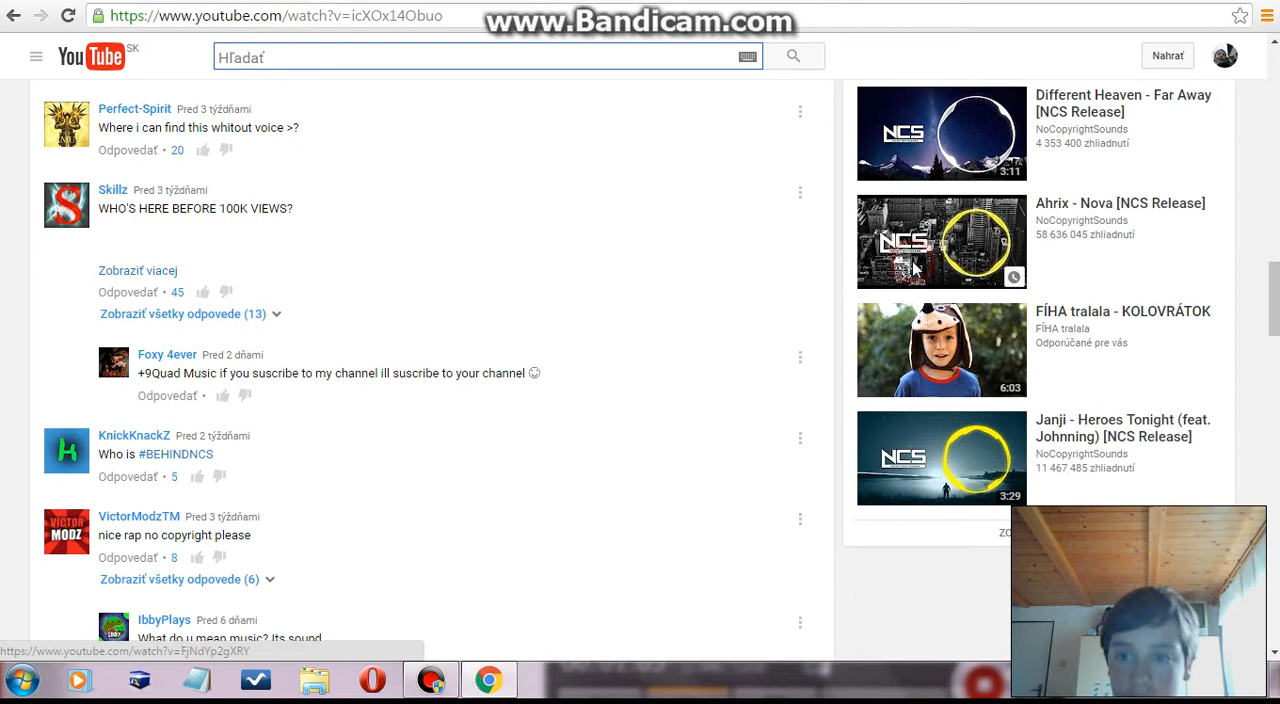 https://www.youtube.com/watch?v=icXOx14Obuo
www.Bandicam.com
YouTube SK
Hľadať
Nahrať
Perfect-Spirit Pred 3 týždňami
Where i can find this whitout voice >?
Odpovedať • 20
Skillz Pred 3 týždňami
WHO'S HERE BEFORE 100K VIEWS?
Zobraziť viacej
Odpovedať • 45
Zobraziť všetky odpovede (13)
Foxy 4ever Pred 2 dňami
+9Quad Music if you suscribe to my channel ill suscribe to your channel
Odpovedať •
KnickKnackZ Pred 2 týždňami
Who is #BEHINDNCS
Odpovedať • 5
VICTOR
MODZ
VictorModzTM Pred 3 týždňami
nice rap no copyright please
Odpovedať • 8
Zobraziť všetky odpovede (6)
IbbyPlays Pred 6 dňami
What do u mean music? Its sound
https://www.youtube.com/watch?v=FjNdYp2gXRY
NCS
3:11
Different Heaven - Far Away
[NCS Release]
NoCopyrightSounds
4 353 400 zhliadnutí
NCS
Ahrix - Nova [NCS Release]
NoCopyrightSounds
58 636 045 zhliadnutí
6:03
FÍHA tralala - KOLOVRÁTOK
FÍHA tralala
Odporúčané pre vás
NCS
3:29
Janji - Heroes Tonight (feat.
Johnning) [NCS Release]
NoCopyrightSounds
11 467 485 zhliadnutí